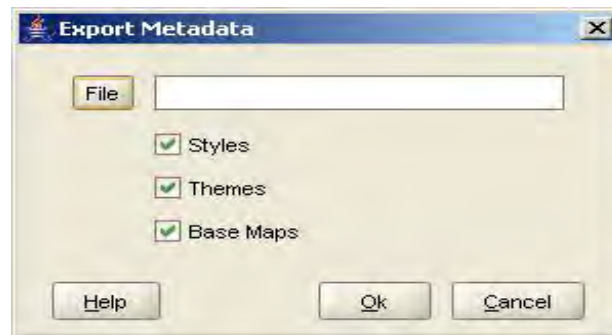 Export Metadata
File
Styles
Themes
Base Maps
Help Ok Cancel